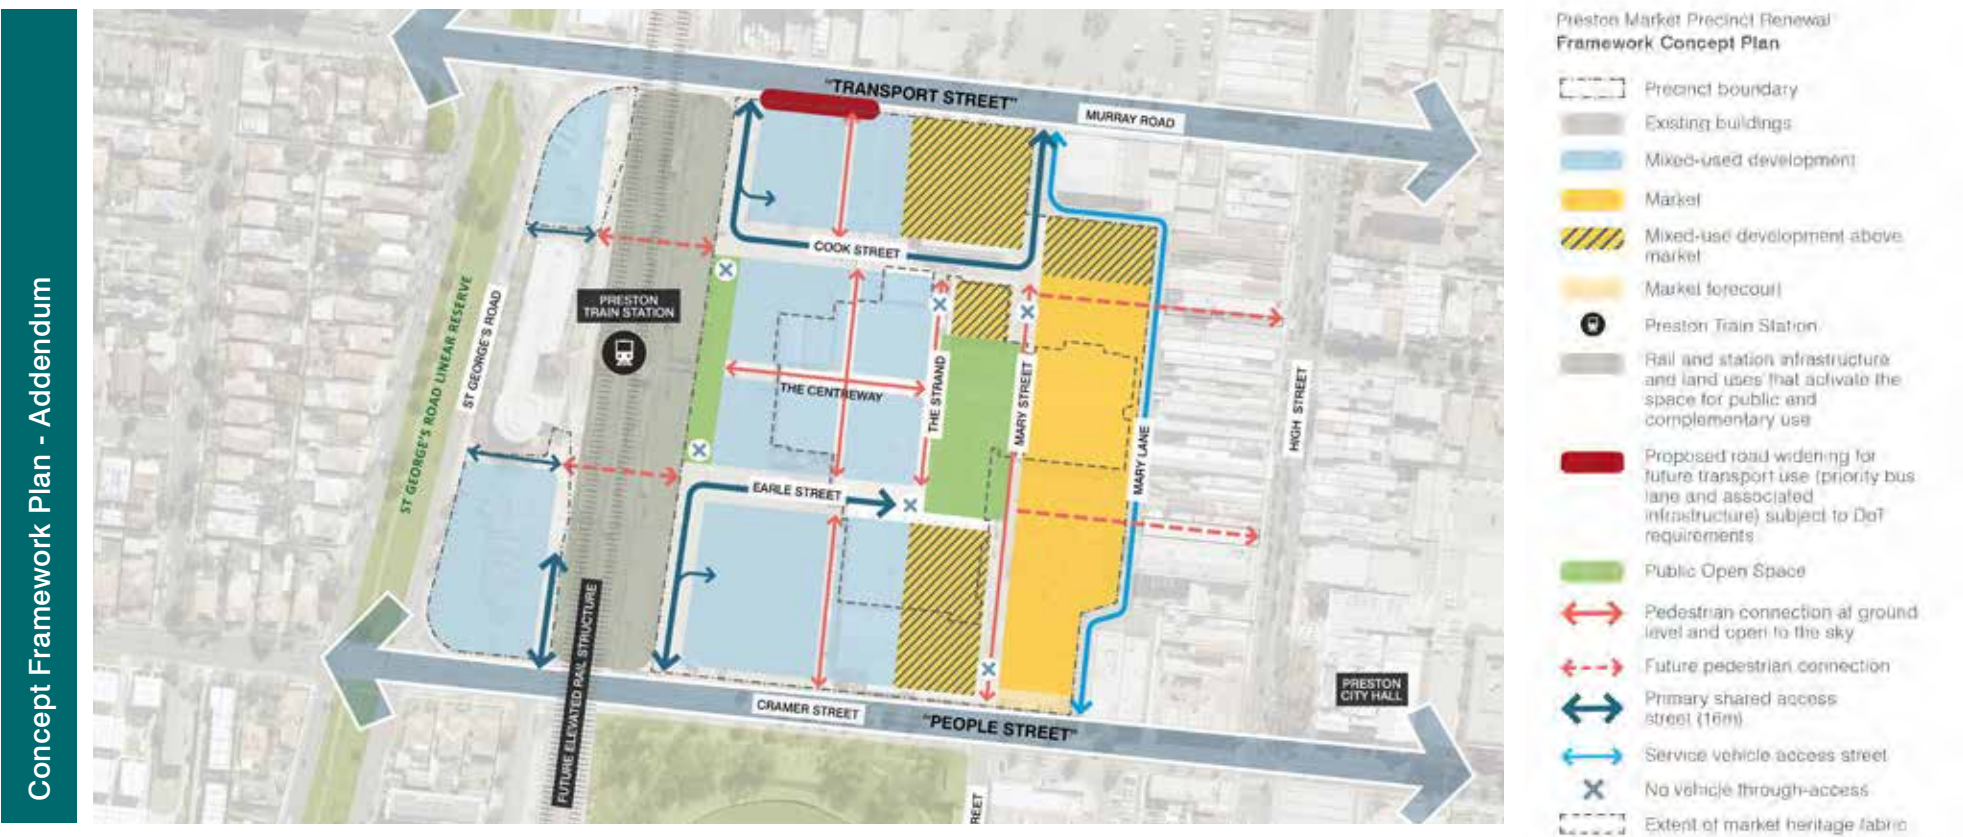 Concept Framework Plan - Addendum
"TRANSPORT STREET"
MURRAY ROAD
COOK STREET
PRESTON
TRAIN STATION
ST GEORGE'S ROAD LINEAR RESERVE
ST GEORGE'S ROAD
THE CENTREWAY
THE STRAND
MARY STREET
MARY LANE
HIGH STREET
EARLE STREET
FUTURE ELEVATED RAIL STRUCTURE
PRESTON
CITY HALL
CRAMER STREET
"PEOPLE STREET"
REET
Preston Market Precinct Renewal
Framework Concept Plan
Precinct boundary
Existing buildings
Mixed-used development
Market
Mixed-use development above
market
Market forecourt
Preston Train Station
Rail and station infrastructure
and land uses that activate the
space for public and
complementary use
Proposed road widening for
future transport use (priority bus
lane and associated
infrastructure) subject to DoT
requirements
Public Open Space
Pedestrian connection at ground
level and open to the sky
Future pedestrian connection
Primary shared access
street (16m)
Service vehicle access street
No vehicle through-access
Extent of market heritage fabric